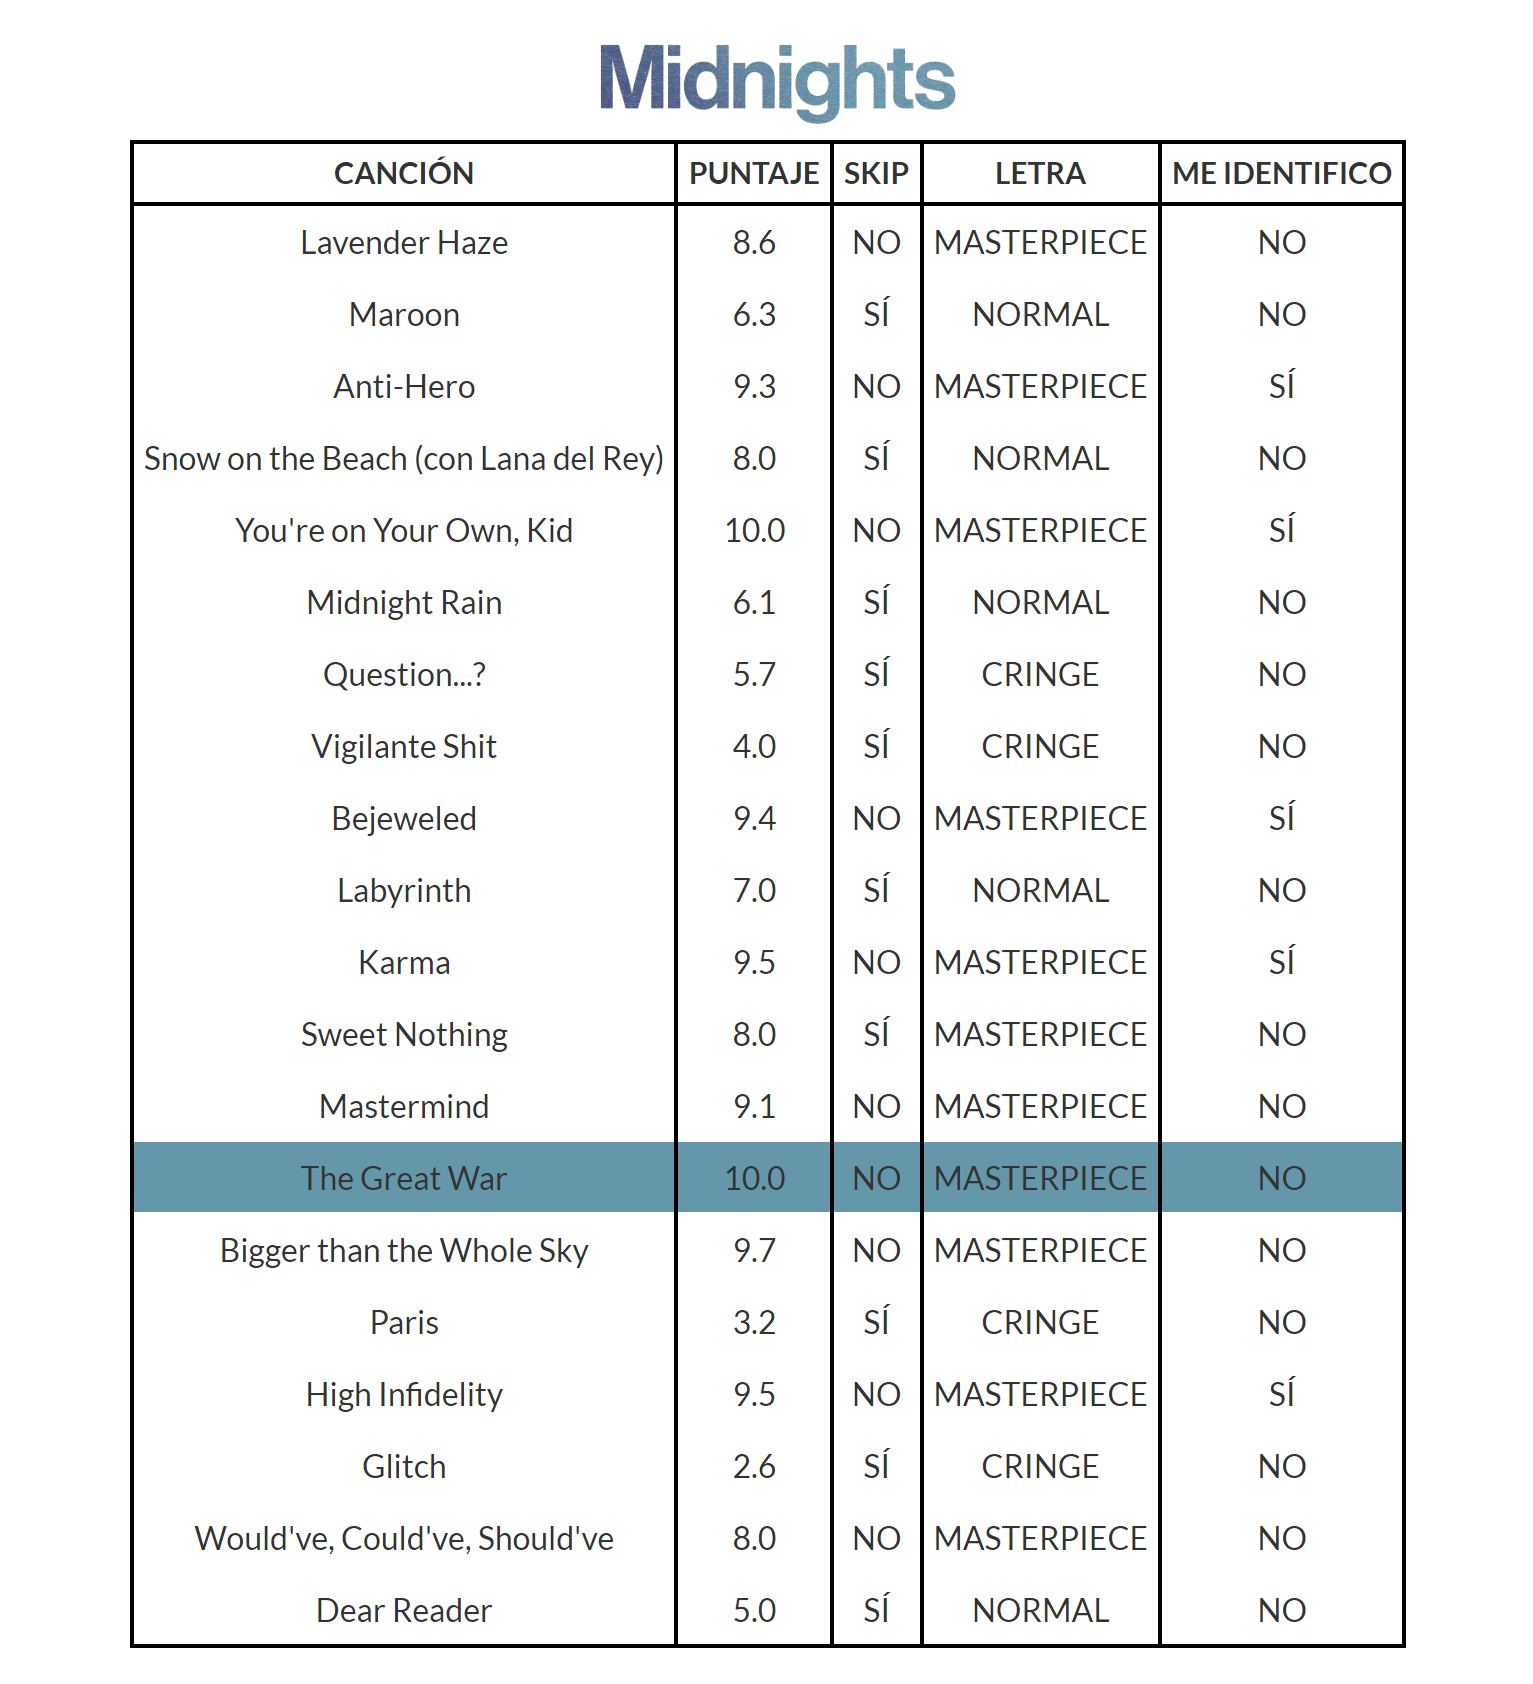 Midnights
CANCIÓN PUNTAJE SKIP LETRA ME IDENTIFICO
Lavender Haze 8.6 NO MASTERPIECE NO
Maroon 6.3 SÍ NORMAL NO
Anti-Hero 9.3 NO MASTERPIECE SÍ
Snow on the Beach (con Lana del Rey) 8.0 SÍ NORMAL NO
You're on Your Own, Kid 10.0 NO MASTERPIECE SÍ
Midnight Rain 6.1 SÍ NORMAL NO
Question...? 5.7 SÍ CRINGE NO
Vigilante Shit 4.0 SÍ CRINGE NO
Bejeweled 9.4 NO MASTERPIECE SÍ
Labyrinth 7.0 SÍ NORMAL NO
Karma 9.5 NO MASTERPIECE SÍ
Sweet Nothing 8.0 SÍ MASTERPIECE NO
Mastermind 9.1 NO MASTERPIECE NO
The Great War 10.0 NO MASTERPIECE NO
Bigger than the Whole Sky 9.7 NO MASTERPIECE NO
Paris 3.2 SÍ CRINGE NO
High Infidelity 9.5 NO MASTERPIECE SÍ
Glitch 2.6 SÍ CRINGE NO
Would've, Could've, Should've 8.0 NO MASTERPIECE NO
Dear Reader 5.0 SÍ NORMAL NO